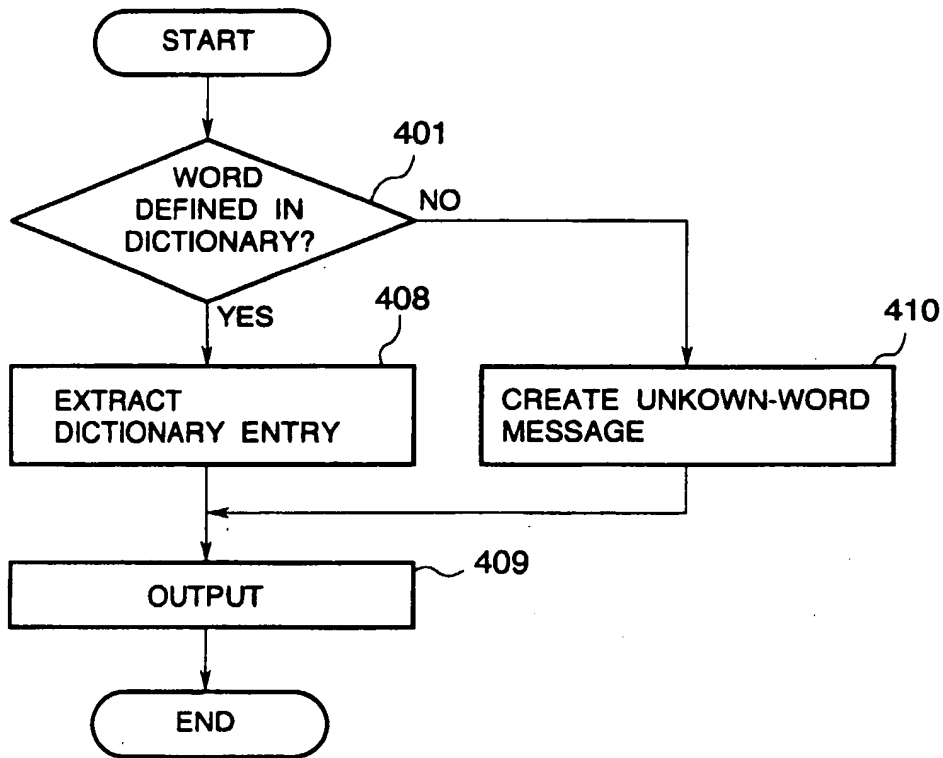 START
401
WORD
DEFINED IN
DICTIONARY?
NO
YES
408
410
EXTRACT
DICTIONARY ENTRY
CREATE UNKOWN-WORD
MESSAGE
409
OUTPUT
END